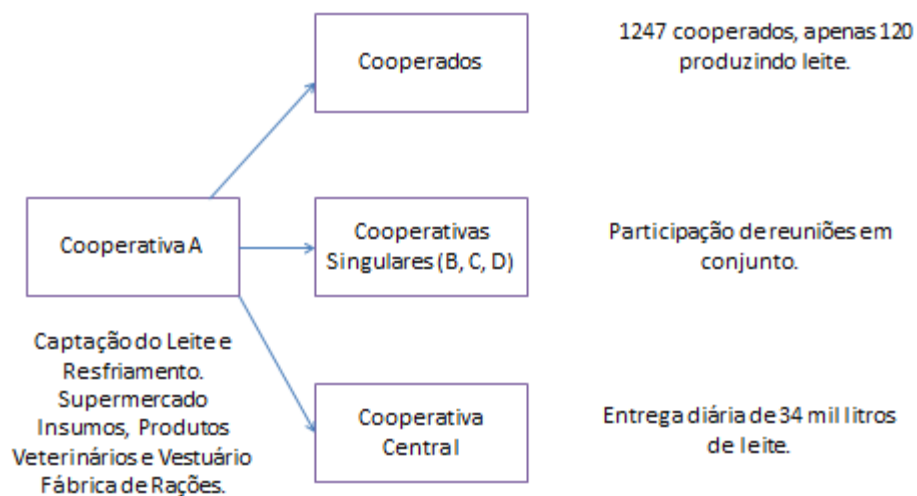 Cooperados
1247 cooperados, apenas 120
produzindo leite.
Cooperativa A
Cooperativas
Singulares (B, C, D)
Participação de reuniões em
conjunto.
Captação do Leite e
Resfriamento.
Supermercado
Insumos, Produtos
Veterinários e Vestuário
Fábrica de Rações.
Cooperativa
Central
Entrega diária de 34 mil litros
de leite.